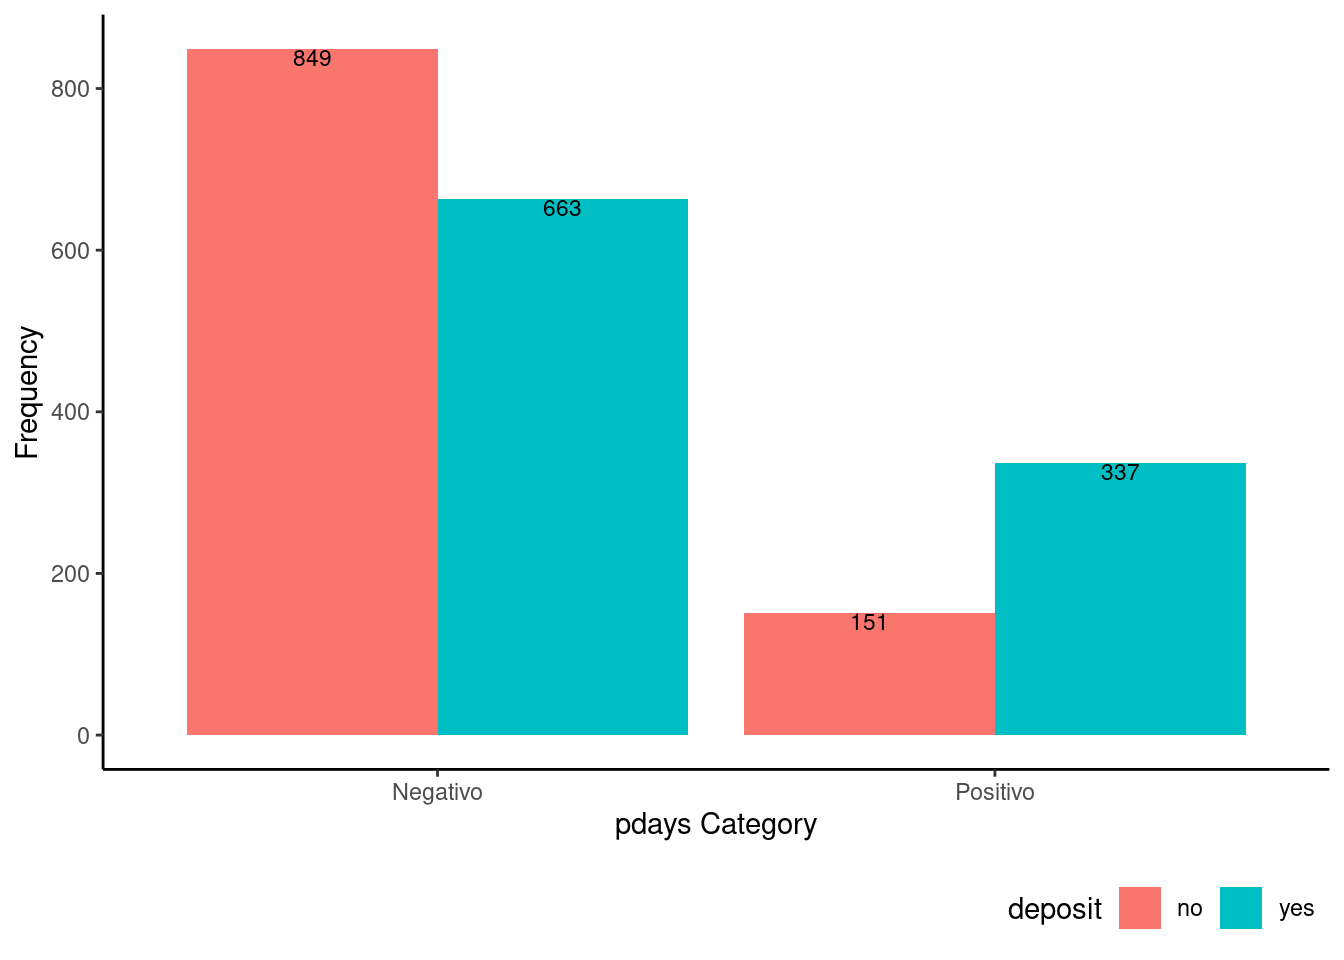 849
800
663
600
Frequency
400
337
200
151
0
Negativo Positivo
pdays Category
deposit no yes